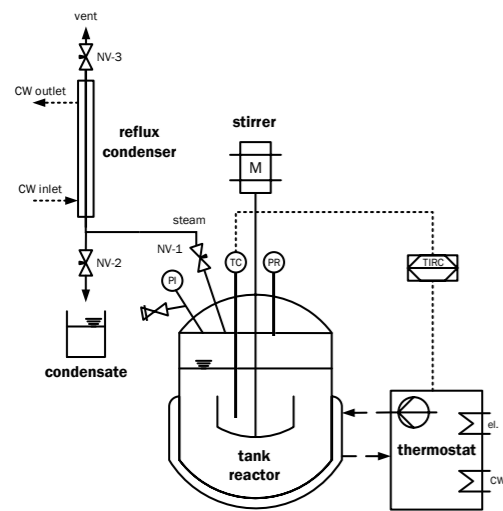 vent
NV-3
CW outlet
reflux
condenser
stirrer
M
CW inlet
steam
NV-1
NV-2
TC
PR
TIRC
PI
condensate
tank
reactor
thermostat
el.
CW